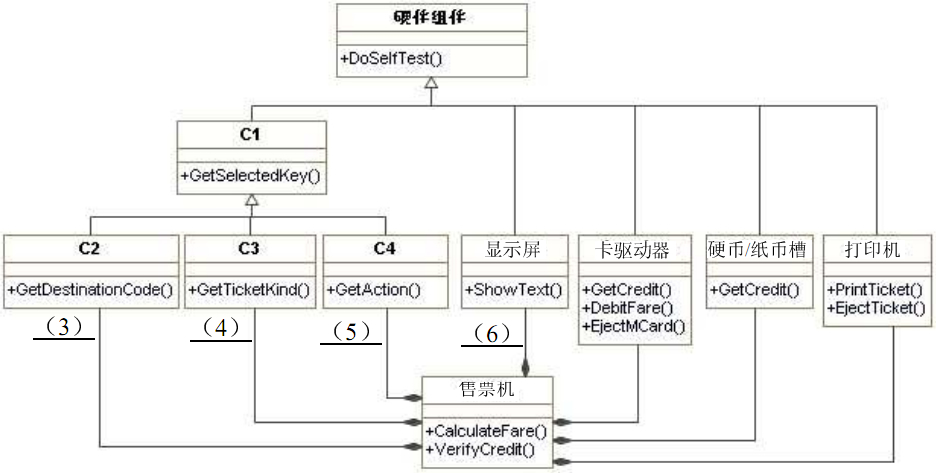 硬件组件
+DoSelfTest()
C1
+GetSelectedKey()
C2
+GetDestinationCode()
C3
+GetTicketKind()
C4
+GetAction()
显示屏
+ShowText()
卡驱动器
+GetCredit()
+DebitFare()
+EjectMCard()
硬币/纸币槽
+GetCredit()
打印机
+PrintTicket()
+EjectTicket()
（3）
（4）
（5）
（6）
售票机
+CalculateFare()
+VerifyCredit()